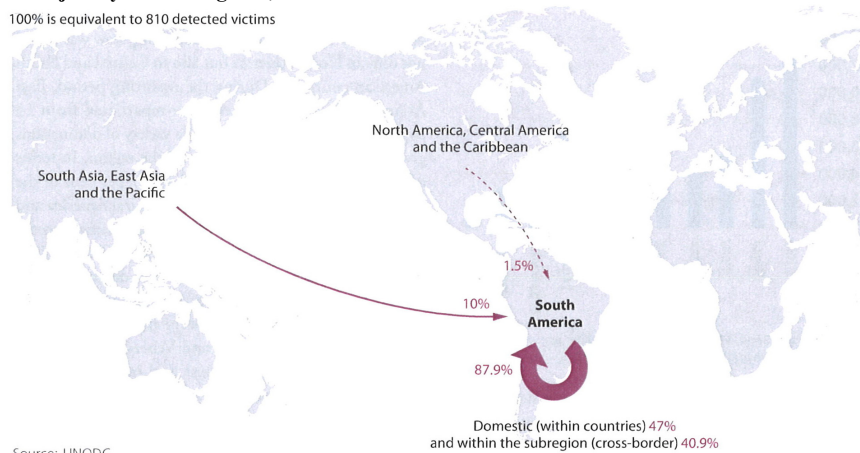 100% is equivalent to 810 detected victims
North America, Central America
and the Caribbean
South Asia, East Asia
and the Pacific
1.5%
10%
South
America
87.9%
Domestic (within countries) 47%
and within the subregion (cross-border) 40.9%
Source: UNODC